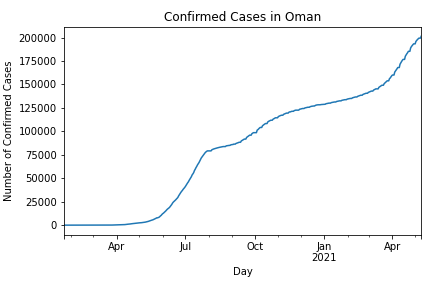 Confirmed Cases in Oman
Number of Confirmed Cases
200000
175000
150000
125000
100000
75000
50000
25000
0
Apr Jul Oct Jan Apr
2021
Day